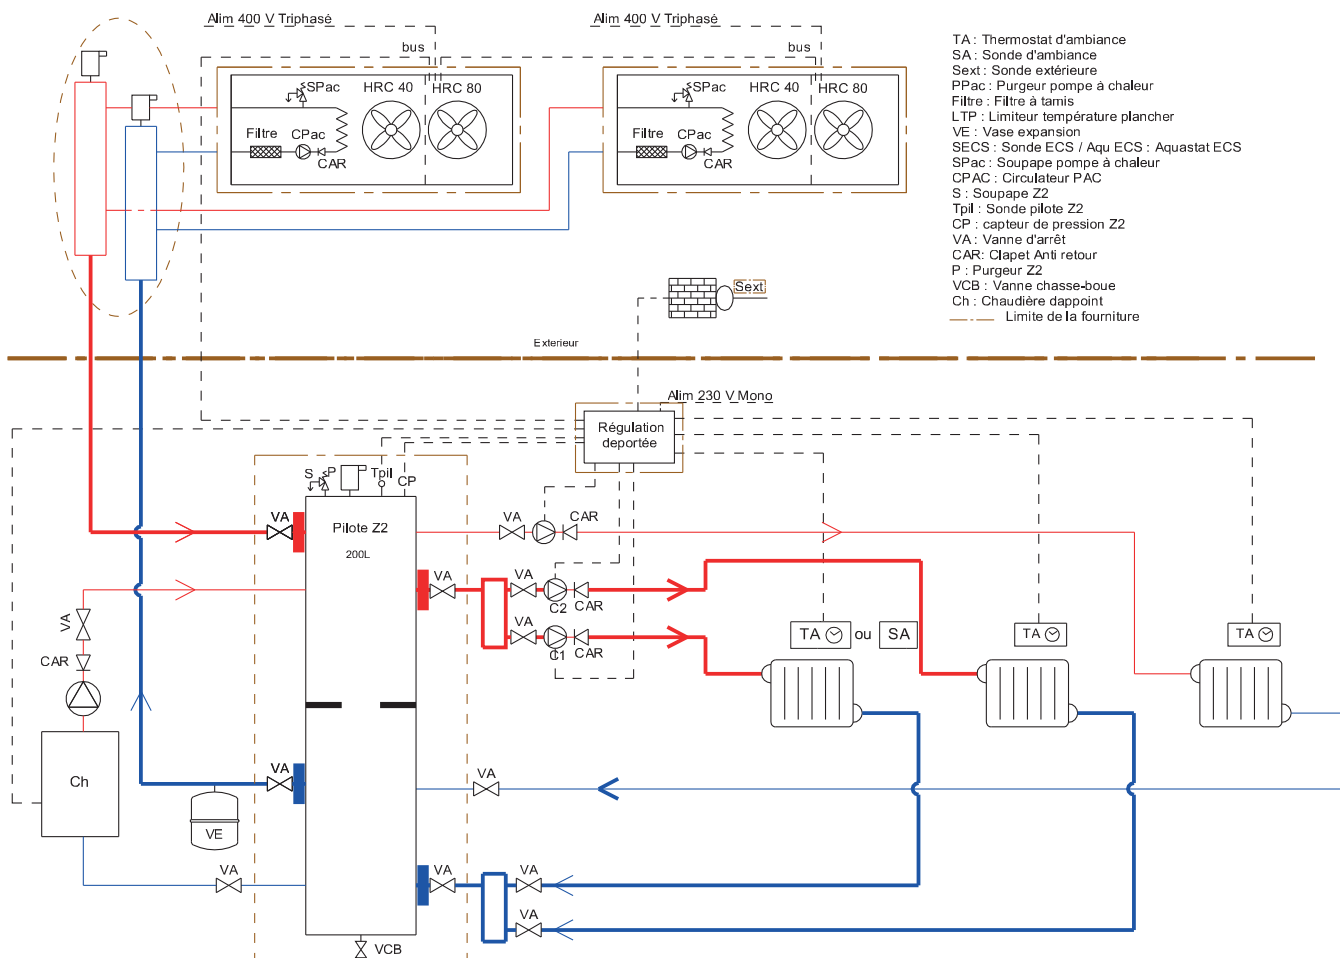 Alim 400 V Triphasé
Alim 400 V Triphasé
bus
bus
SPac
HRC 40
HRC 80
Filtre
CPac
CAR
SPac
HRC 40
HRC 80
Filtre
CPac
CAR
TA : Thermostat d'ambiance
SA : Sonde d'ambiance
Sext : Sonde extérieure
PPac : Purgeur pompe à chaleur
Filtre : Filtre à tamis
LTP : Limiteur température plancher
VE : Vase expansion
SECS : Sonde ECS / Aqu ECS : Aquastat ECS
SPac : Soupape pompe à chaleur
CPAC : Circulateur PAC
S : Soupape Z2
Tpil : Sonde pilote Z2
CP : capteur de pression Z2
VA : Vanne d'arrêt
CAR: Clapet Anti retour
P : Purgeur Z2
VCB : Vanne chasse-boue
Ch : Chaudière dappoint
Limite de la fourniture
Sext
Exterieur
Alim 230 V Mono
Régulation
deportée
S
P
Tpil
CP
VA
Pilote Z2
200L
VA
CAR
VA
VA
C2
CAR
VA
C1
CAR
VA
CAR
TA
ou
SA
TA
TA
Ch
VA
VE
VA
VA
VA
VA
VA
VCB